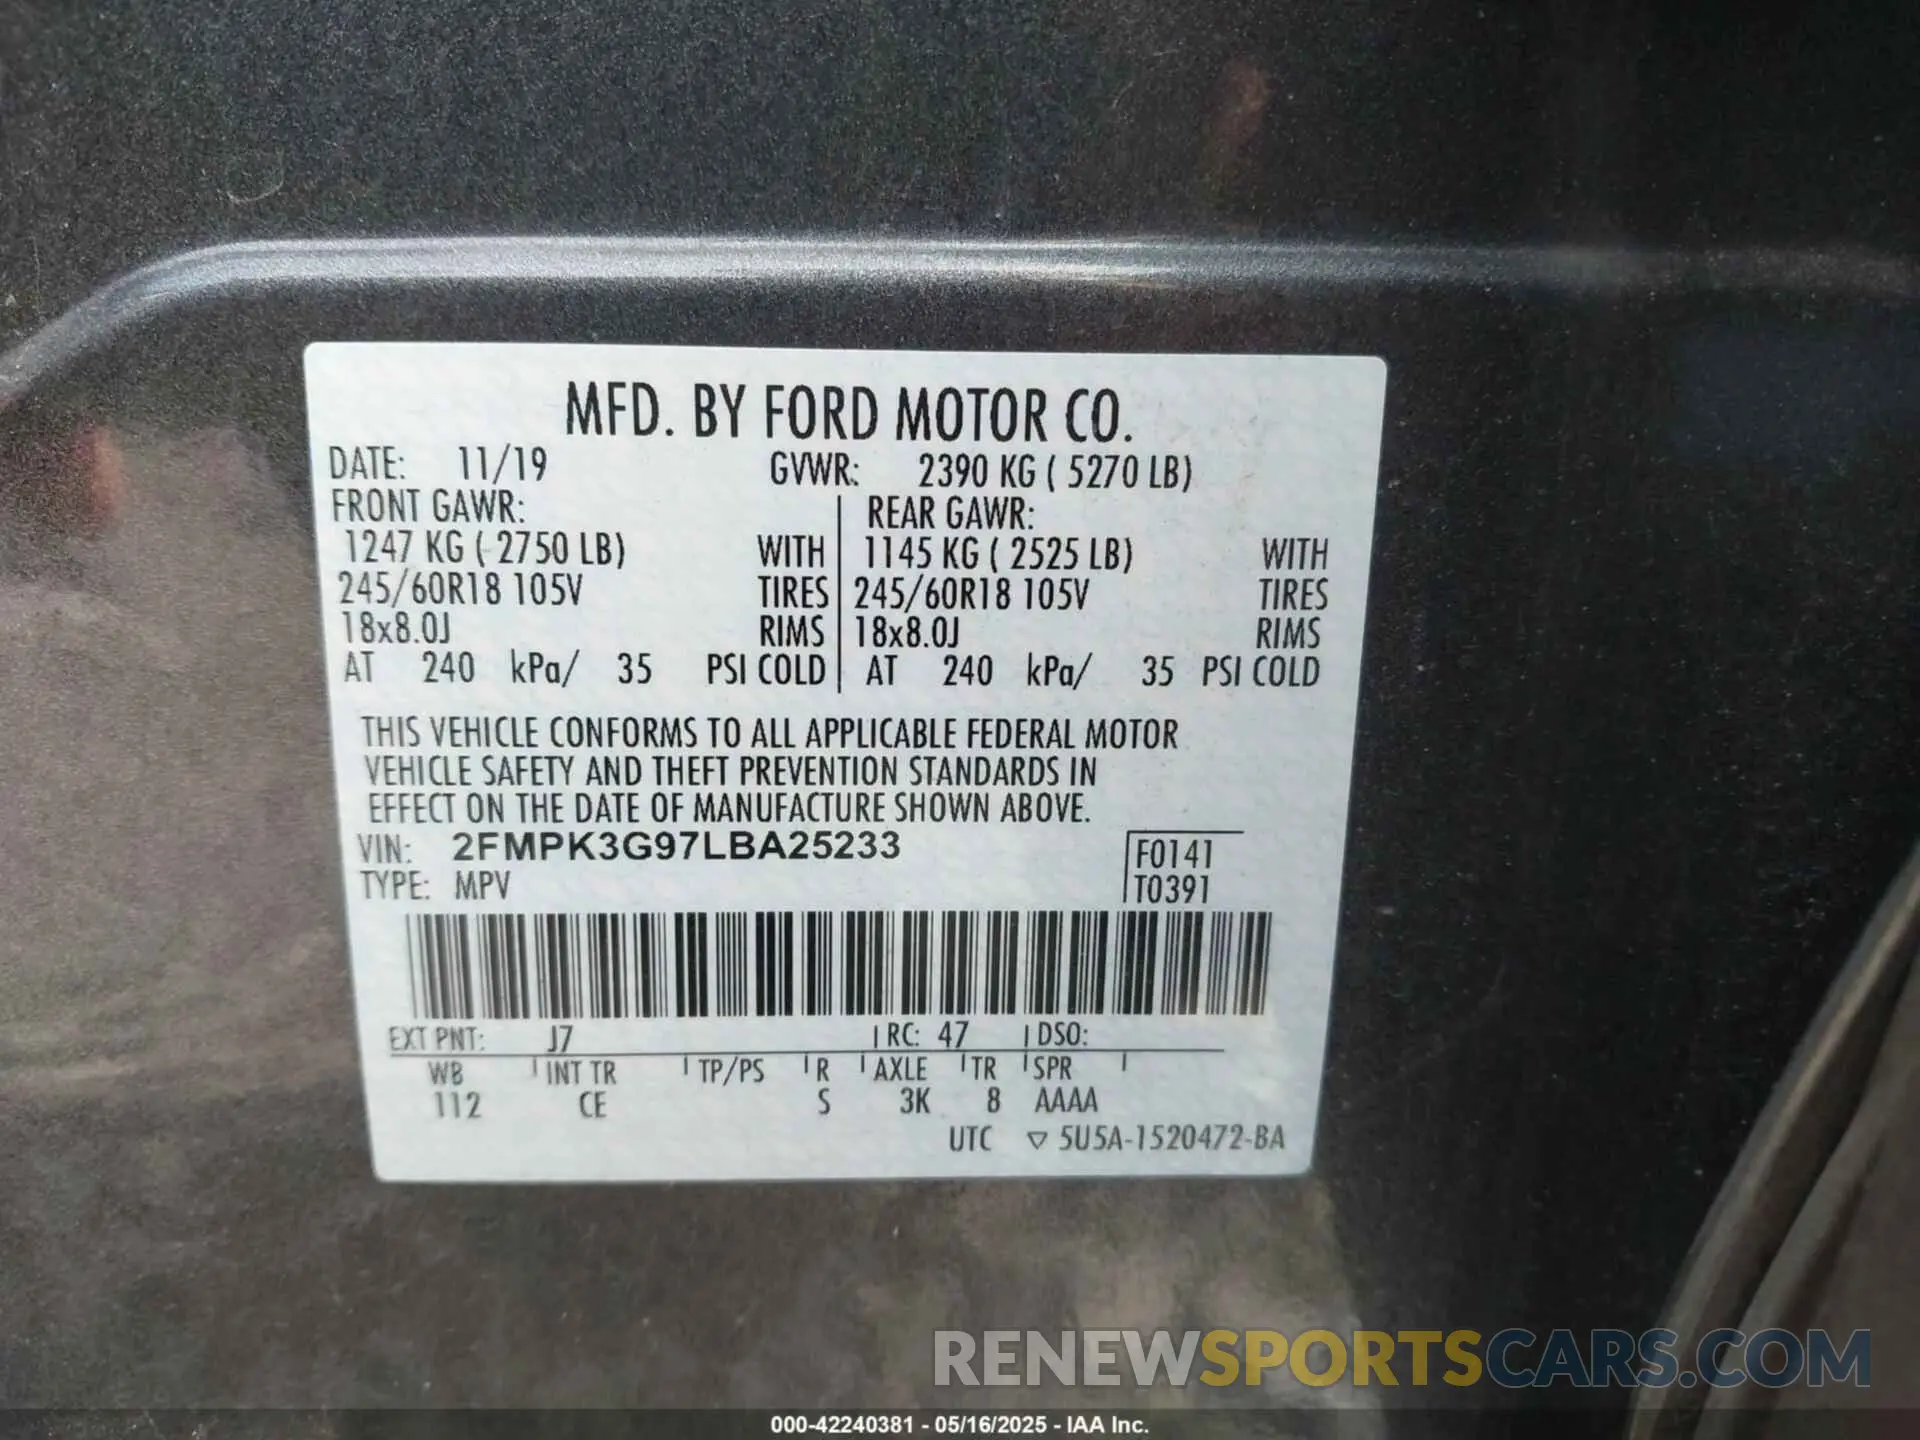 MFD. BY FORD MOTOR CO.
DATE: 11/19 GVWR: 2390 KG ( 5270 LB)
FRONT GAWR: REAR GAWR:
1247 KG ( 2750 LB) WITH 1145 KG ( 2525 LB) WITH
245/60R18 105V TIRES 245/60R18 105V TIRES
18x8.0J RIMS 18x8.0J RIMS
AT 240 kPa/ 35 PSI COLD AT 240 kPa/ 35 PSI COLD
THIS VEHICLE CONFORMS TO ALL APPLICABLE FEDERAL MOTOR
VEHICLE SAFETY AND THEFT PREVENTION STANDARDS IN
EFFECT ON THE DATE OF MANUFACTURE SHOWN ABOVE.
VIN: 2FMPK3G97LBA25233 F0141
TYPE: MPV T0391
EXT PNT: J7 RC: 47 DSO:
WB INT TR TP/PS R AXLE TR SPR
112 CE S 3K 8 AAAA
UTC ▽ 5U5A-1520472-BA
RENEWSPORTSCARS.COM
000-42240381 - 05/16/2025 - IAA Inc.